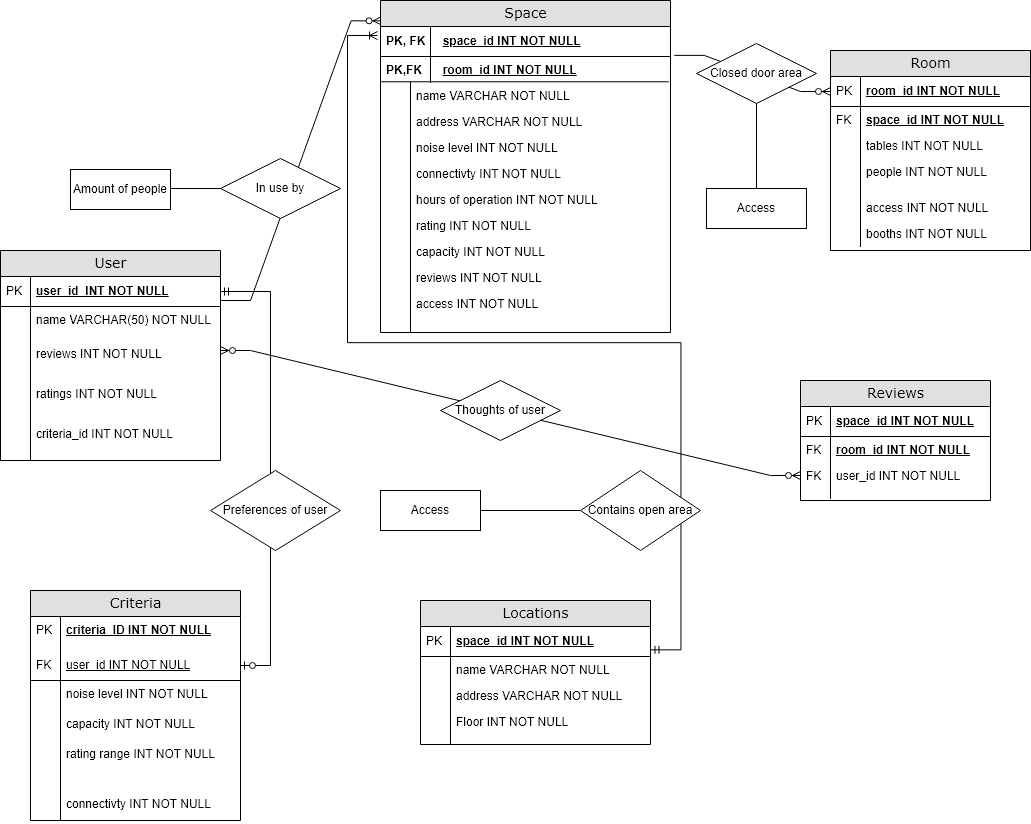 Space
PK, FK space_id INT NOT NULL
PK,FK room_id INT NOT NULL
name VARCHAR NOT NULL
address VARCHAR NOT NULL
noise level INT NOT NULL
connectivty INT NOT NULL
hours of operation INT NOT NULL
rating INT NOT NULL
capacity INT NOT NULL
reviews INT NOT NULL
access INT NOT NULL
Closed door area
Access
Room
PK room_id INT NOT NULL
FK space_id INT NOT NULL
tables INT NOT NULL
people INT NOT NULL
access INT NOT NULL
booths INT NOT NULL
Amount of people
In use by
User
PK user_id INT NOT NULL
name VARCHAR(50) NOT NULL
reviews INT NOT NULL
ratings INT NOT NULL
criteria_id INT NOT NULL
Thoughts of user
Reviews
PK space_id INT NOT NULL
FK room_id INT NOT NULL
FK user_id INT NOT NULL
Preferences of user
Access
Contains open area
Criteria
PK criteria_ID INT NOT NULL
FK user_id INT NOT NULL
noise level INT NOT NULL
capacity INT NOT NULL
rating range INT NOT NULL
connectivty INT NOT NULL
Locations
PK space_id INT NOT NULL
name VARCHAR NOT NULL
address VARCHAR NOT NULL
Floor INT NOT NULL